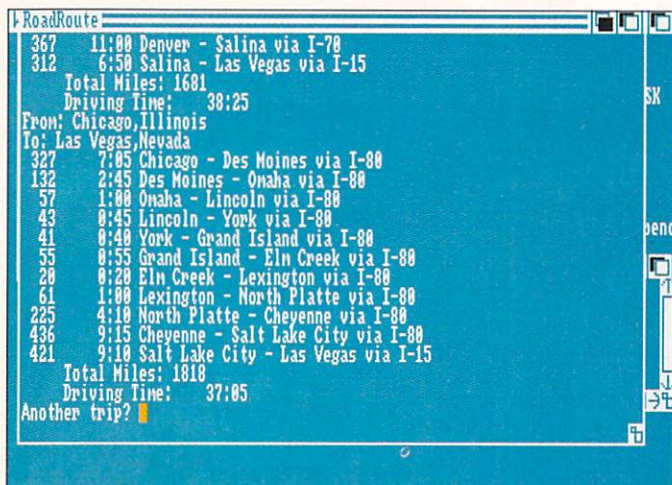 RoadRoute
367 11:00 Denver - Salina via I-70
312 6:50 Salina - Las Vegas via I-15
Total Miles: 1681
Driving Time: 38:25
From: Chicago,Illinois
To: Las Vegas,Nevada
327 7:05 Chicago - Des Moines via I-80
132 2:45 Des Moines - Omaha via I-80
57 1:00 Omaha - Lincoln via I-80
43 0:45 Lincoln - York via I-80
41 0:40 York - Grand Island via I-80
55 0:55 Grand Island - Elm Creek via I-80
20 0:20 Elm Creek - Lexington via I-80
61 1:00 Lexington - North Platte via I-80
225 4:10 North Platte - Cheyenne via I-80
436 9:15 Cheyenne - Salt Lake City via I-80
421 9:10 Salt Lake City - Las Vegas via I-15
Total Miles: 1818
Driving Time: 37:05
Another trip?
SK